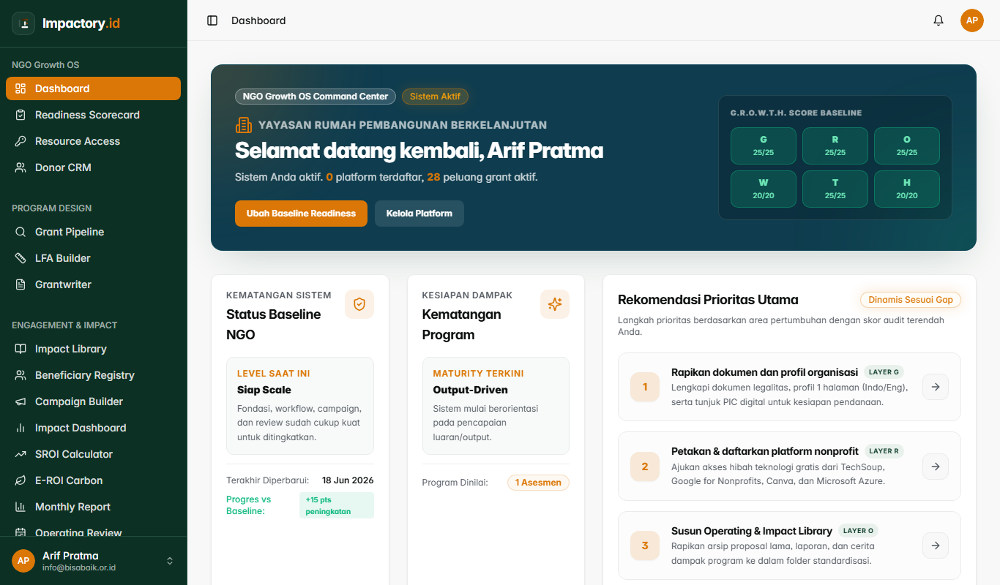 Impactory.id
NGO Growth OS
Dashboard
Readiness Scorecard
Resource Access
Donor CRM
PROGRAM DESIGN
Grant Pipeline
LFA Builder
Grantwriter
ENGAGEMENT & IMPACT
Impact Library
Beneficiary Registry
Campaign Builder
Impact Dashboard
SROI Calculator
E-ROI Carbon
Monthly Report
Operating Review
AP
Arif Pratma
info@bisabaik.or.id
Dashboard
AP
NGO Growth OS Command Center
Sistem Aktif
YAYASAN RUMAH PEMBANGUNAN BERKELANJUTAN
Selamat datang kembali, Arif Pratma
Sistem Anda aktif. 0 platform terdaftar, 28 peluang grant aktif.
Ubah Baseline Readiness
Kelola Platform
G.R.O.W.T.H. SCORE BASELINE
G
25/25
R
25/25
O
25/25
W
20/20
T
25/25
H
20/20
KEMATANGAN SISTEM
Status Baseline
NGO
LEVEL SAAT INI
Siap Scale
Fondasi, workflow, campaign,
dan review sudah cukup kuat
untuk ditingkatkan.
Terakhir Diperbarui: 18 Jun 2026
Progres vs
Baseline:
+15 pts
peningkatan
KESIAPAN DAMPAK
Kematangan
Program
MATURITY TERKINI
Output-Driven
Sistem mulai berorientasi
pada pencapaian
luaran/output.
Program Dinilai: 1 Asesmen
Rekomendasi Prioritas Utama
Dinamis Sesuai Gap
Langkah prioritas berdasarkan area pertumbuhan dengan skor audit terendah
Anda.
1
Rapikan dokumen dan profil organisasi LAYER G
Lengkapi dokumen legalitas, profil 1 halaman (Indo/Eng),
serta tunjuk PIC digital untuk kesiapan pendanaan.
2
Petakan & daftarkan platform nonprofit LAYER R
Ajukan akses hibah teknologi gratis dari TechSoup,
Google for Nonprofits, Canva, dan Microsoft Azure.
3
Susun Operating & Impact Library LAYER O
Rapikan arsip proposal lama, laporan, dan cerita
dampak program ke dalam folder standardisasi.